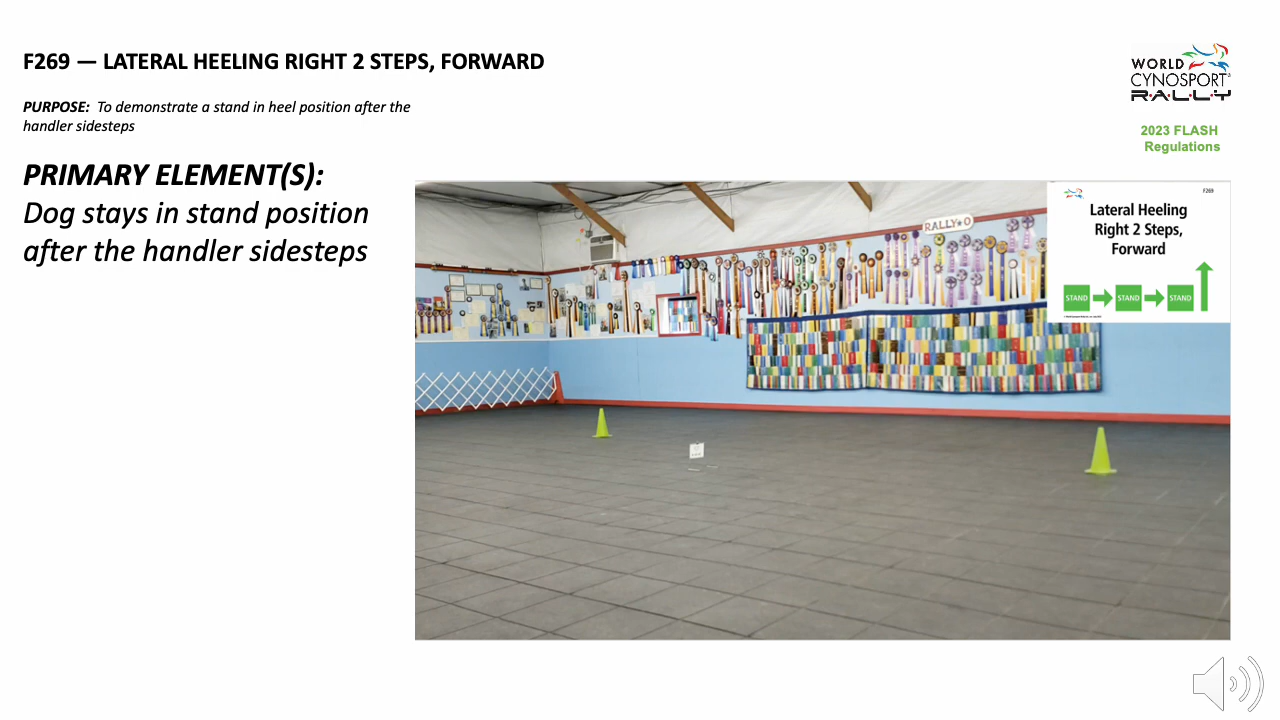 F269 — LATERAL HEELING RIGHT 2 STEPS, FORWARD
PURPOSE: To demonstrate a stand in heel position after the
handler sidesteps
PRIMARY ELEMENT(S):
Dog stays in stand position
after the handler sidesteps
WORLD
CYNOSPORT
RALLY
2023 FLASH
Regulations
RALLY★O
F269
Lateral Heeling
Right 2 Steps,
Forward
STAND STAND STAND